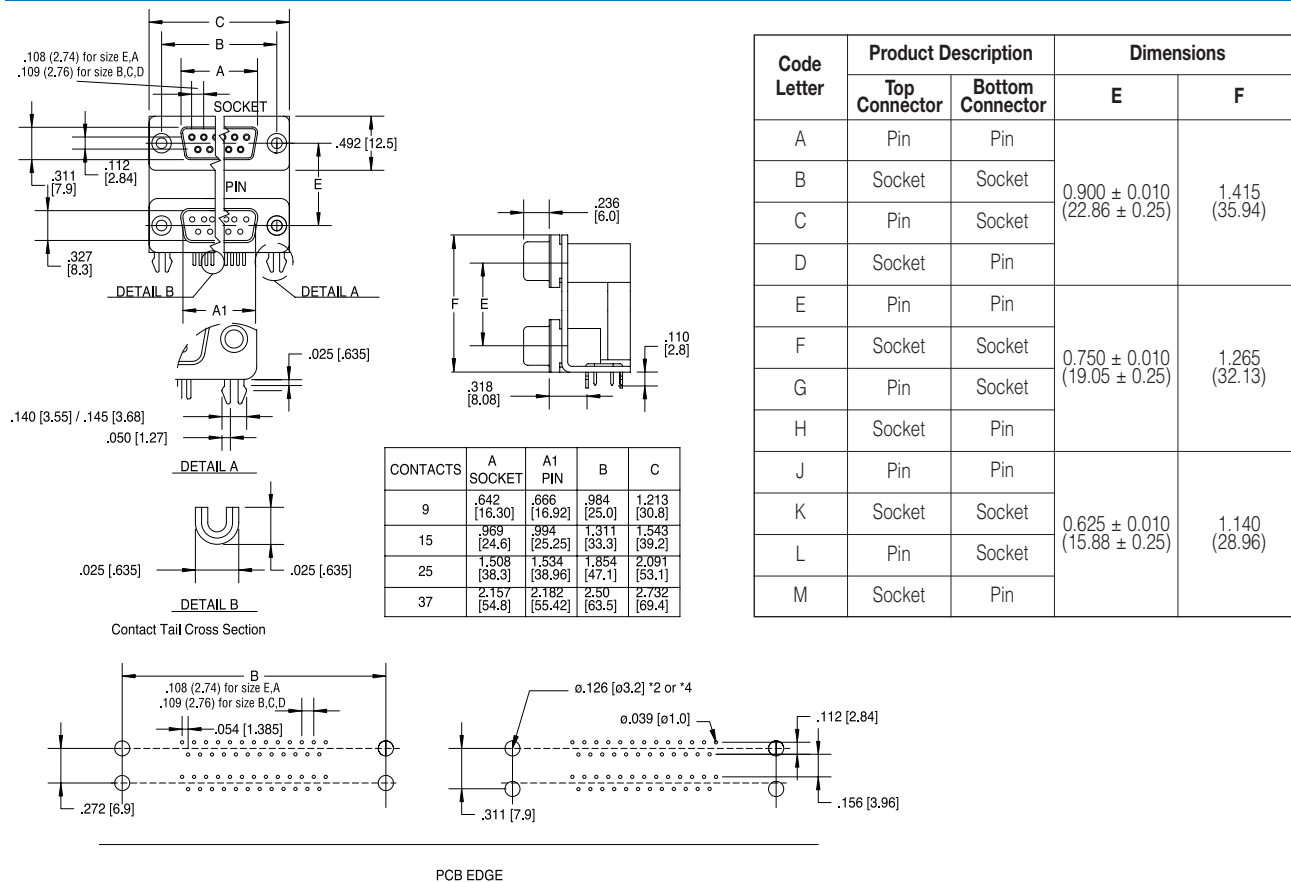 C
B
A
.108 (2.74) for size E,A
.109 (2.76) for size B,C,D
SOCKET
.492 [12.5]
.112
[2.84]
.311
[7.9]
E
PIN
.327
[8.3]
DETAIL B
DETAIL A
A1
.025 [.635]
.140 [3.55] / .145 [3.68]
.050 [1.27]
DETAIL A
.025 [.635]
.025 [.635]
DETAIL B
Contact Tail Cross Section
.236
[6.0]
F
E
.110
[2.8]
.318
[8.08]
CONTACTS A SOCKET A1 PIN B C
9 .642 [16.30] .666 [16.92] .984 [25.0] 1.213 [30.8]
15 .969 [24.6] .994 [25.25] 1.311 [33.3] 1.543 [39.2]
25 1.508 [38.3] 1.534 [38.96] 1.854 [47.1] 2.091 [53.1]
37 2.157 [54.8] 2.182 [55.42] 2.50 [63.5] 2.732 [69.4]
Code Letter Product Description Dimensions
Top Connector Bottom Connector E F
A Pin Pin
B Socket Socket
0.900 ± 0.010 (22.86 ± 0.25) 1.415 (35.94)
C Pin Socket
D Socket Pin
E Pin Pin
F Socket Socket
0.750 ± 0.010 (19.05 ± 0.25) 1.265 (32.13)
G Pin Socket
H Socket Pin
J Pin Pin
K Socket Socket
0.625 ± 0.010 (15.88 ± 0.25) 1.140 (28.96)
L Pin Socket
M Socket Pin
B
.108 (2.74) for size E,A
.109 (2.76) for size B,C,D
.054 [1.385]
.272 [6.9]
ø.126 [ø3.2] *2 or *4
ø.039 [ø1.0]
.112 [2.84]
.311 [7.9]
.156 [3.96]
PCB EDGE